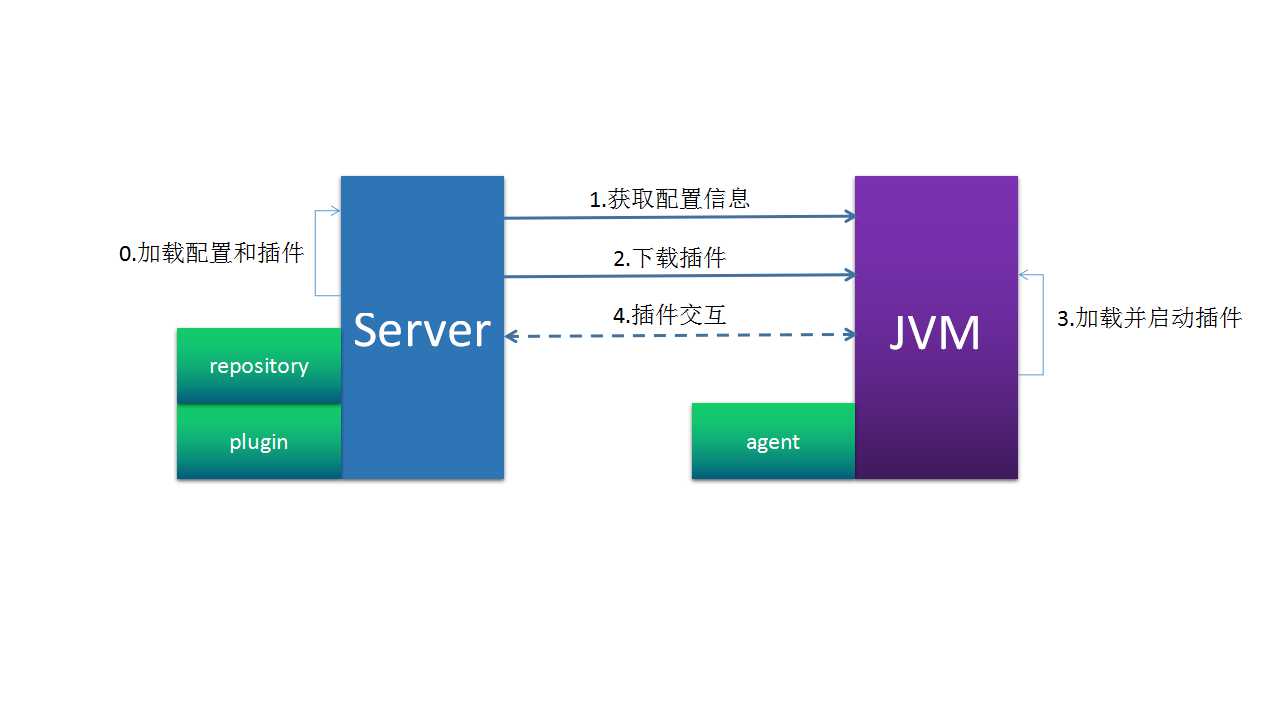 1.获取配置信息
0.加载配置和插件
2.下载插件
4.插件交互
3.加载并启动插件
Server
JVM
repository
plugin
agent